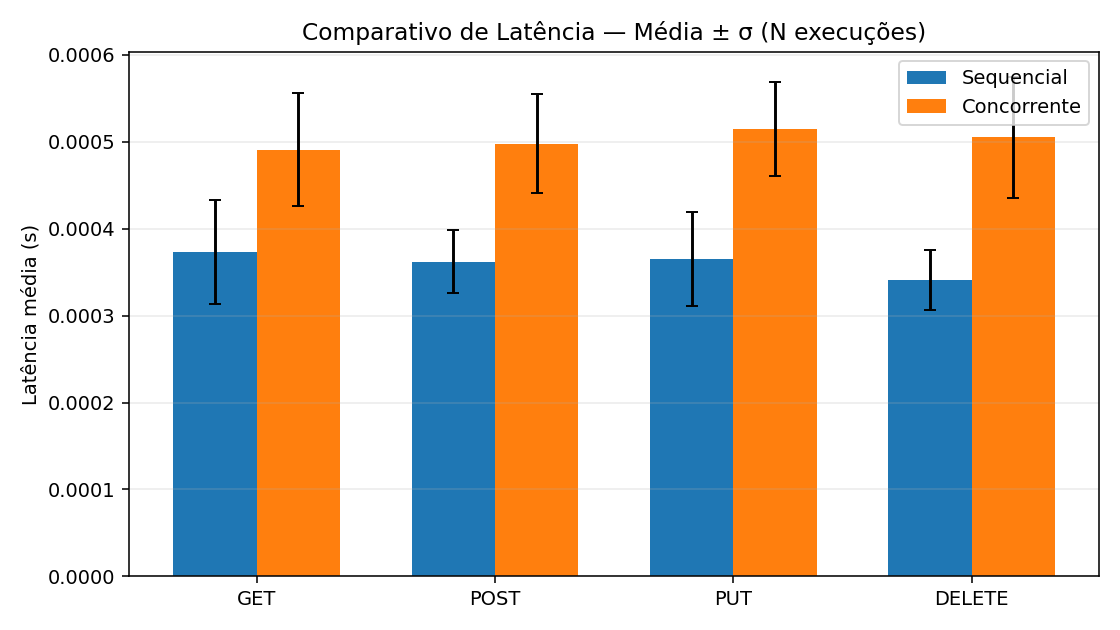 Comparativo de Latência — Média ± σ (N execuções)
Sequencial
Concorrente
Latência média (s)
0.0006
0.0005
0.0004
0.0003
0.0002
0.0001
0.0000
GET POST PUT DELETE